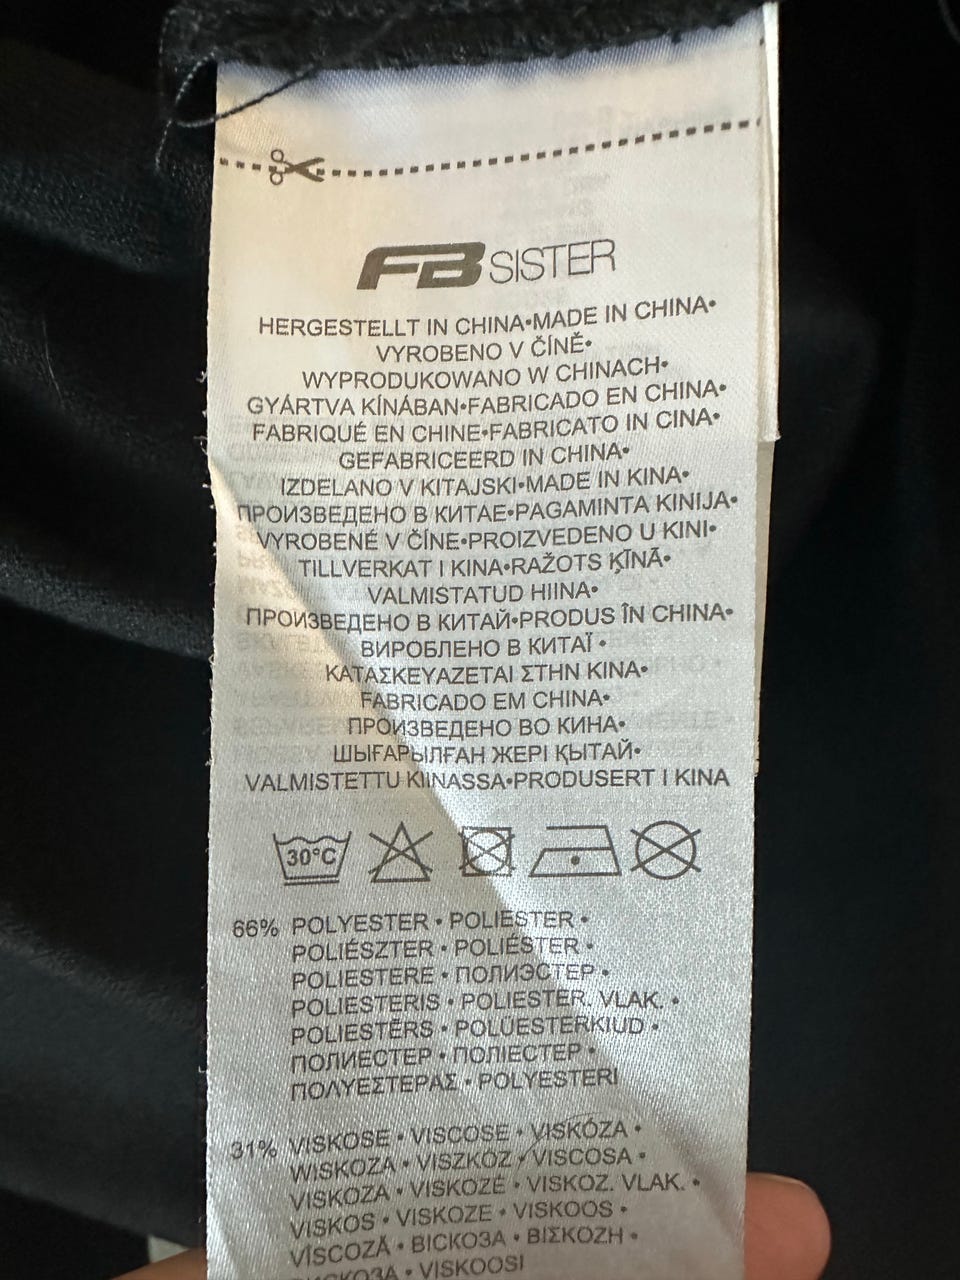 FB SISTER
HERGESTELLT IN CHINA•MADE IN CHINA•
VYROBENO V ČÍNĚ•
WYPRODUKOWANO W CHINACH•
GYÁRTVA KÍNÁBAN•FABRICADO EN CHINA•
FABRIQUÉ EN CHINE•FABRICATO IN CINA•
GEFABRICEERD IN CHINA•
IZDELANO V KITAJSKI•MADE IN KINA•
ПРОИЗВЕДЕНО В КИТАЕ•PAGAMINTA KINIJA•
VYROBENÉ V ČÍNE•PROIZVEDENO U KINI•
TILLVERKAT I KINA•RAŽOTS ĶĪNĀ•
VALMISTATUD HIINA•
ПРОИЗВЕДЕНО В КИТАЙ•PRODUS ÎN CHINA•
ВИРОБЛЕНО В КИТАЇ •
ΚΑΤΑΣΚΕΥΑΖΕΤΑΙ ΣΤΗΝ ΚΙΝΑ•
FABRICADO EM CHINA•
ПРОИЗВЕДЕНО ВО КИНА•
ШЫҒАРЫЛҒАН ЖЕРІ ҚЫТАЙ•
VALMISTETTU KIINASSA•PRODUSERT I KINA
30°C
66% POLYESTER • POLIESTER •
POLIÉSZTER • POLIÉSTER •
POLIESTERE • ПОЛИЭСТЕР •
POLIESTERIS • POLIESTER. VLAK. •
POLIESTĒRS • POLÜESTERKIUD •
ПОЛИЕСТЕР • ПОЛІЕСТЕР •
ΠΟΛΥΕΣΤΕΡΑΣ • POLYESTERI
31% VISKOSE • VISCOSE • VISKÓZA •
WISKOZA • VISZKÓZ • VISCOSA •
VISKOZA • VISKOZĖ • VISKOZ. VLAK. •
VISKOS • VISKOZE • VISKOOS •
VÎSCOZĂ • ВИСКОЗА • ΒΙΣΚΟΖΗ •
ВИСКОЗА • VISKOOSI